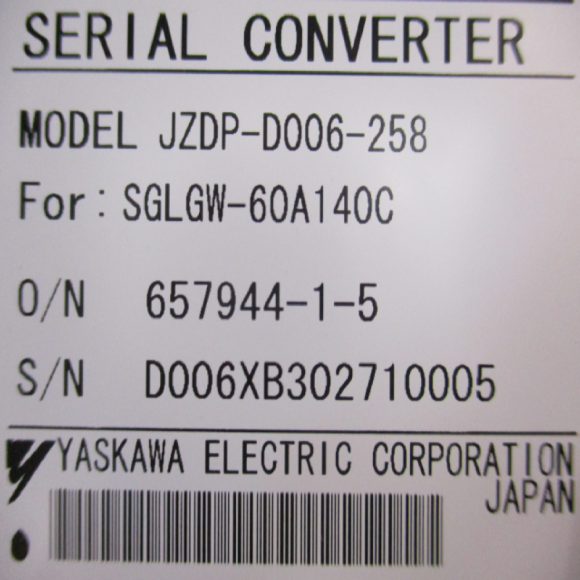 SERIAL CONVERTER
MODEL JZDP-D006-258
For: SGLGW-60A140C
O/N 657944-1-5
S/N D006XB302710005
YASKAWA ELECTRIC CORPORATION
JAPAN